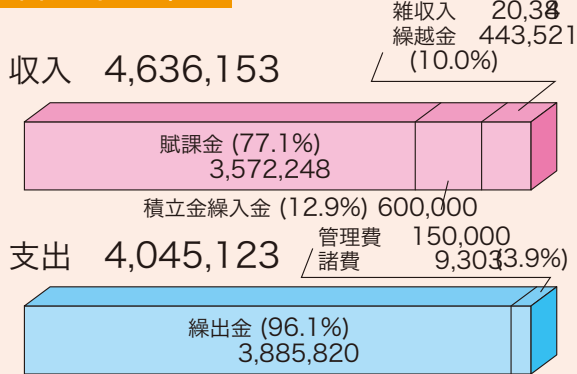 雑収入 20,384
繰越金 443,521
(10.0%)
収入 4,636,153
賦課金 (77.1%)
3,572,248
積立金繰入金 (12.9%) 600,000
管理費 150,000
諸費 9,303 (3.9%)
支出 4,045,123
繰出金 (96.1%)
3,885,820